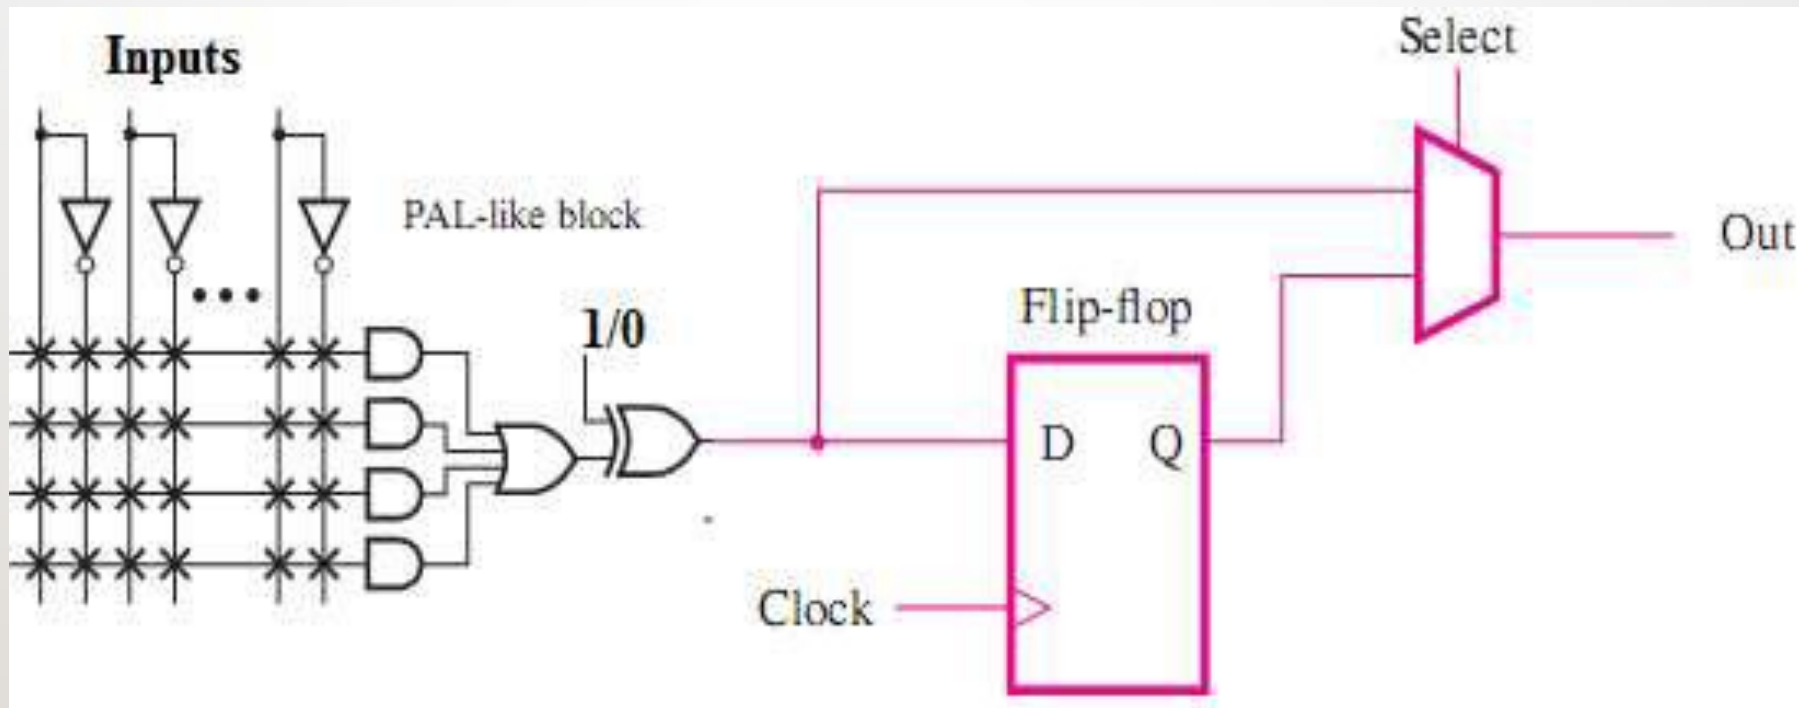 Inputs
Select
PAL-like block
Out
1/0
Flip-flop
D Q
Clock